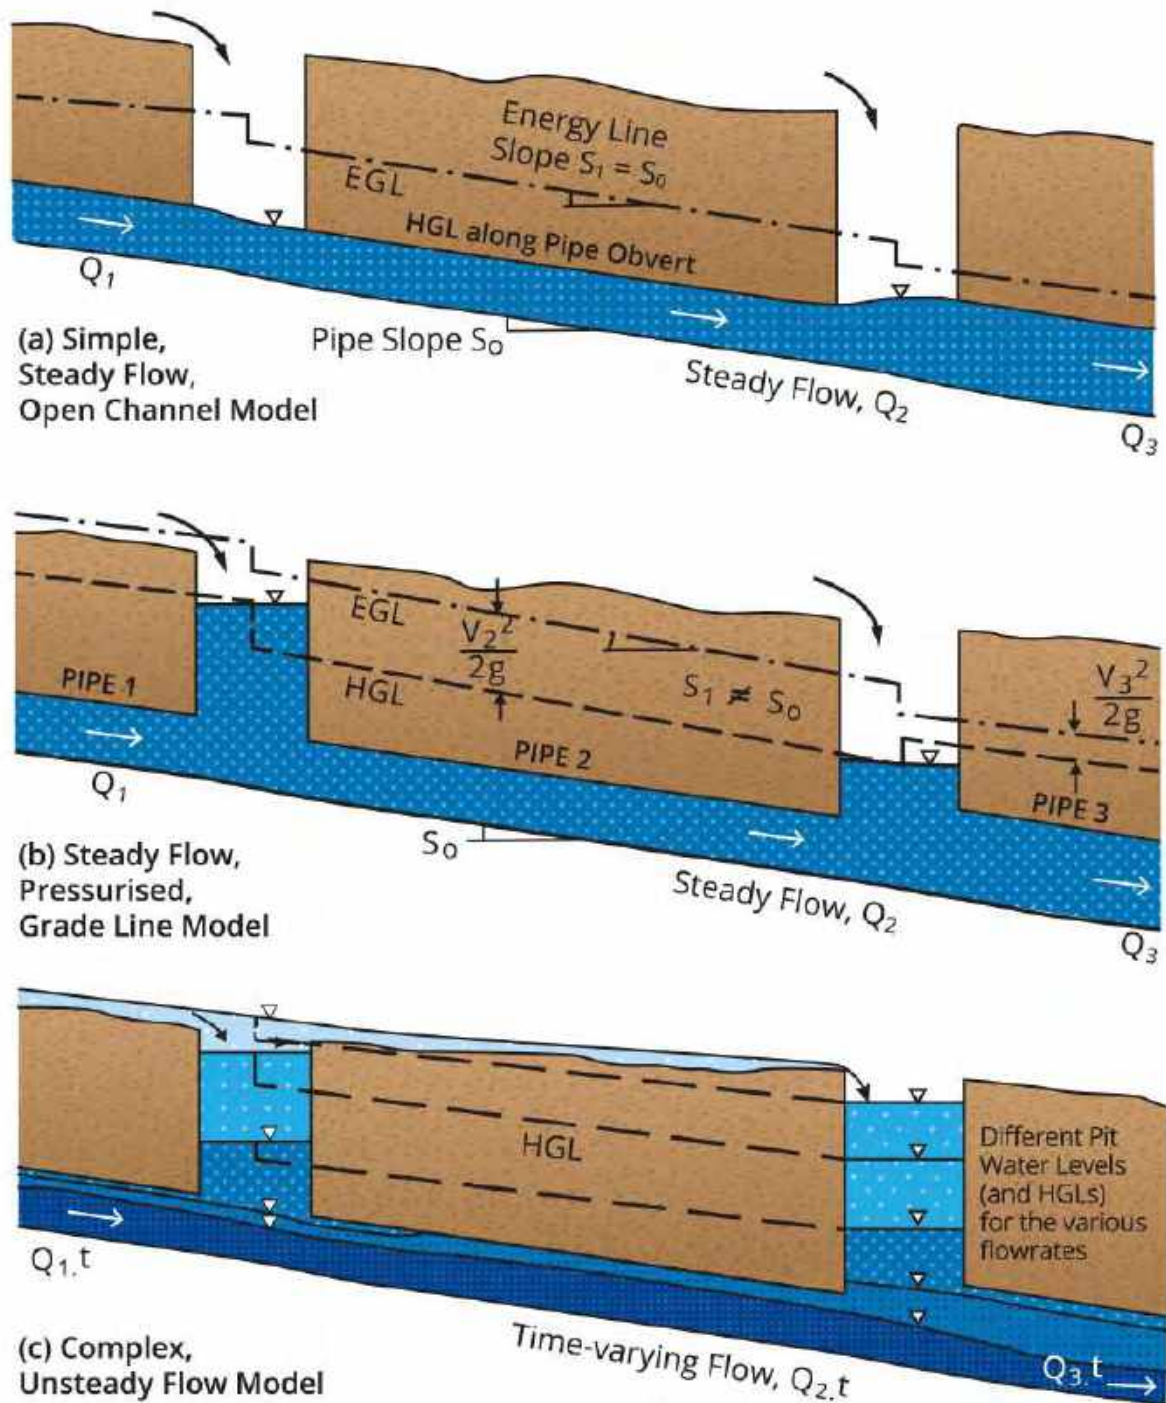 Energy Line
Slope S₁ = S₀
EGL
HGL along Pipe Obvert
Q₁
(a) Simple,
Steady Flow,
Open Channel Model
Pipe Slope S₀
Steady Flow, Q₂
Q₃
EGL
V₂²
2g
HGL
S₁ ≠ S₀
PIPE 1
PIPE 2
V₃²
2g
PIPE 3
Q₁
S₀
(b) Steady Flow,
Pressurised,
Grade Line Model
Steady Flow, Q₂
Q₃
HGL
Different Pit
Water Levels
(and HGLs)
for the various
flowrates
Q₁.t
(c) Complex,
Unsteady Flow Model
Time-varying Flow, Q₂.t
Q₃.t